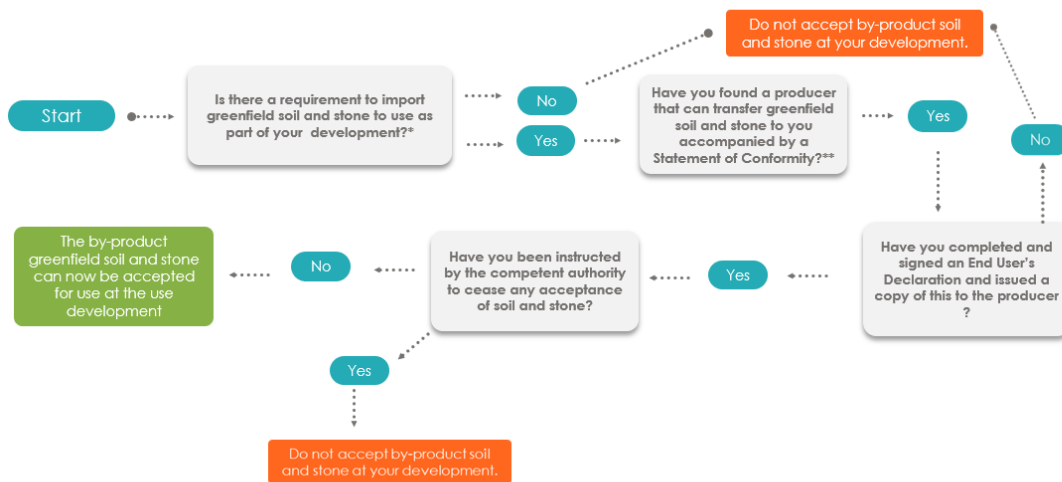 Do not accept by-product soil
and stone at your development.
Start
Is there a requirement to import
greenfield soil and stone to use as
part of your development?*
No
Yes
Have you found a producer
that can transfer greenfield
soil and stone to you
accompanied by a
Statement of Conformity?**
Yes
No
The by-product
greenfield soil and stone
can now be accepted
for use at the use
development
No
Have you been instructed
by the competent authority
to cease any acceptance
of soil and stone?
Yes
Have you completed and
signed an End User's
Declaration and issued a
copy of this to the producer
?
Yes
Do not accept by-product soil
and stone at your development.